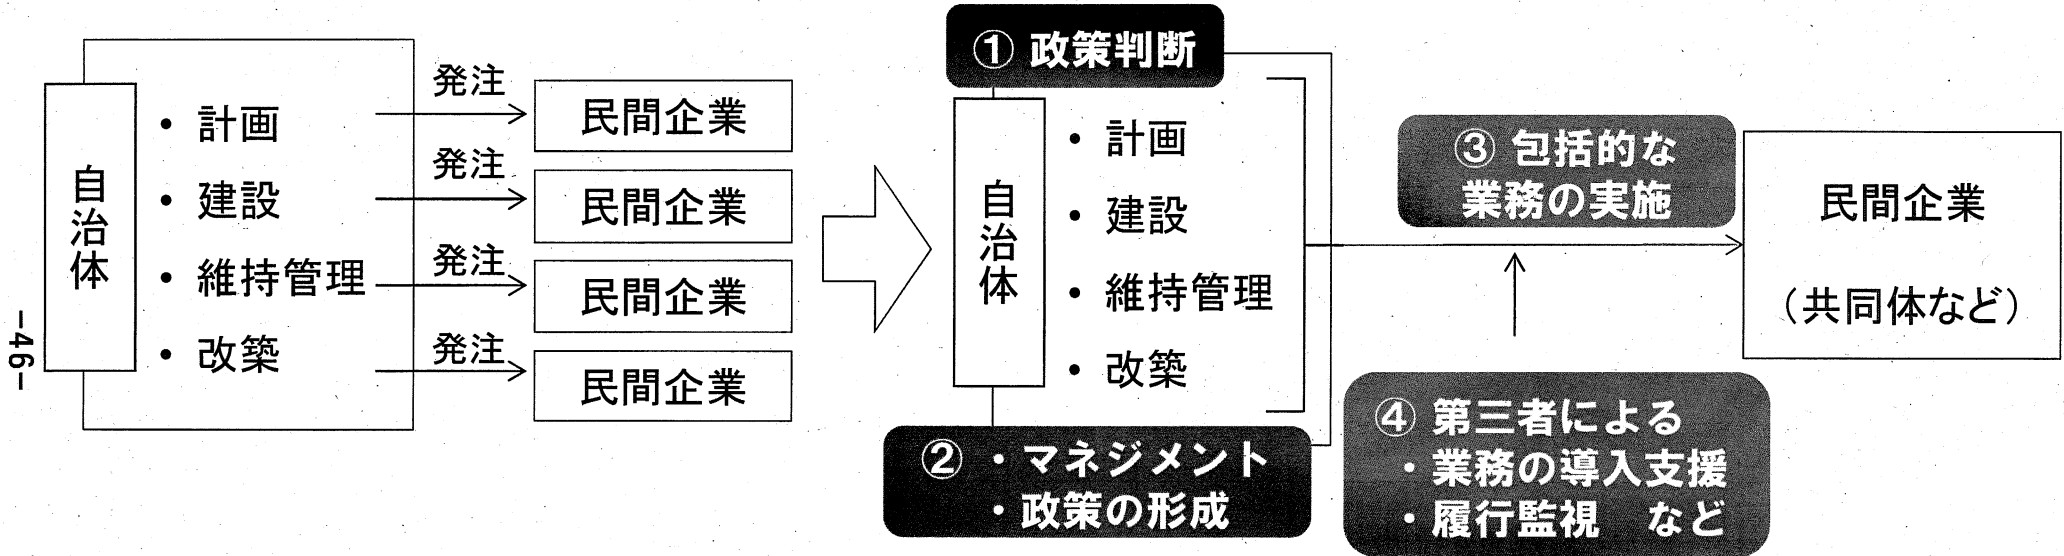 自治体
・計画
・建設
・維持管理
・改築
発注
民間企業
発注
民間企業
発注
民間企業
発注
民間企業
① 政策判断
自治体
・計画
・建設
・維持管理
・改築
② ・マネジメント
・政策の形成
③ 包括的な
業務の実施
④ 第三者による
・業務の導入支援
・履行監視　など
民間企業
（共同体など）
-46-